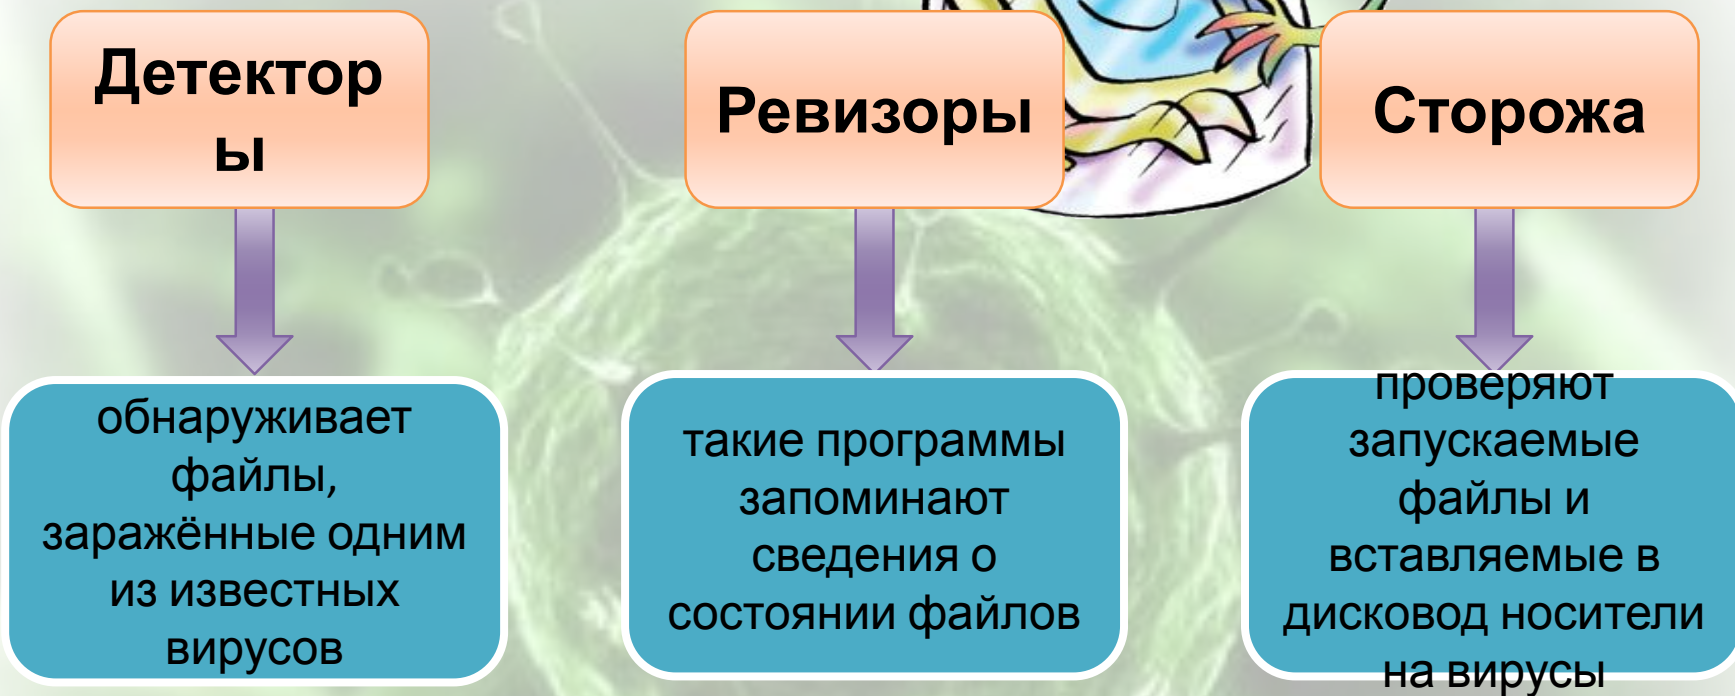 Детектор
ы
Ревизоры
Сторожа
обнаруживает
файлы,
заражённые одним
из известных
вирусов
такие программы
запоминают
сведения о
состоянии файлов
проверяют
запускаемые
файлы и
вставляемые в
дисковод носители
на вирусы